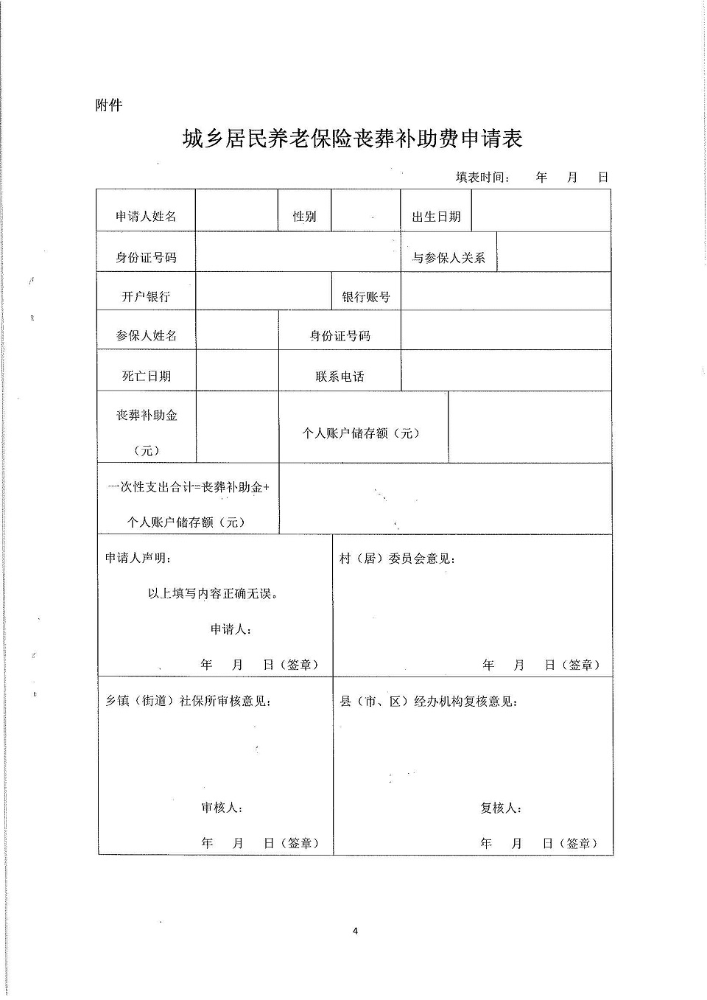 附件
城乡居民养老保险丧葬补助费申请表
填表时间： 年 月 日
申请人姓名 性别 出生日期
身份证号码 与参保人关系
开户银行 银行账号
参保人姓名 身份证号码
死亡日期 联系电话
丧葬补助金
（元）
个人账户储存额（元）
一次性支出合计=丧葬补助金+
个人账户储存额（元）
申请人声明：
以上填写内容正确无误。
申请人：
年 月 日（签章）
村（居）委员会意见：
年 月 日（签章）
乡镇（街道）社保所审核意见：
审核人：
年 月 日（签章）
县（市、区）经办机构复核意见：
复核人：
年 月 日（签章）
4